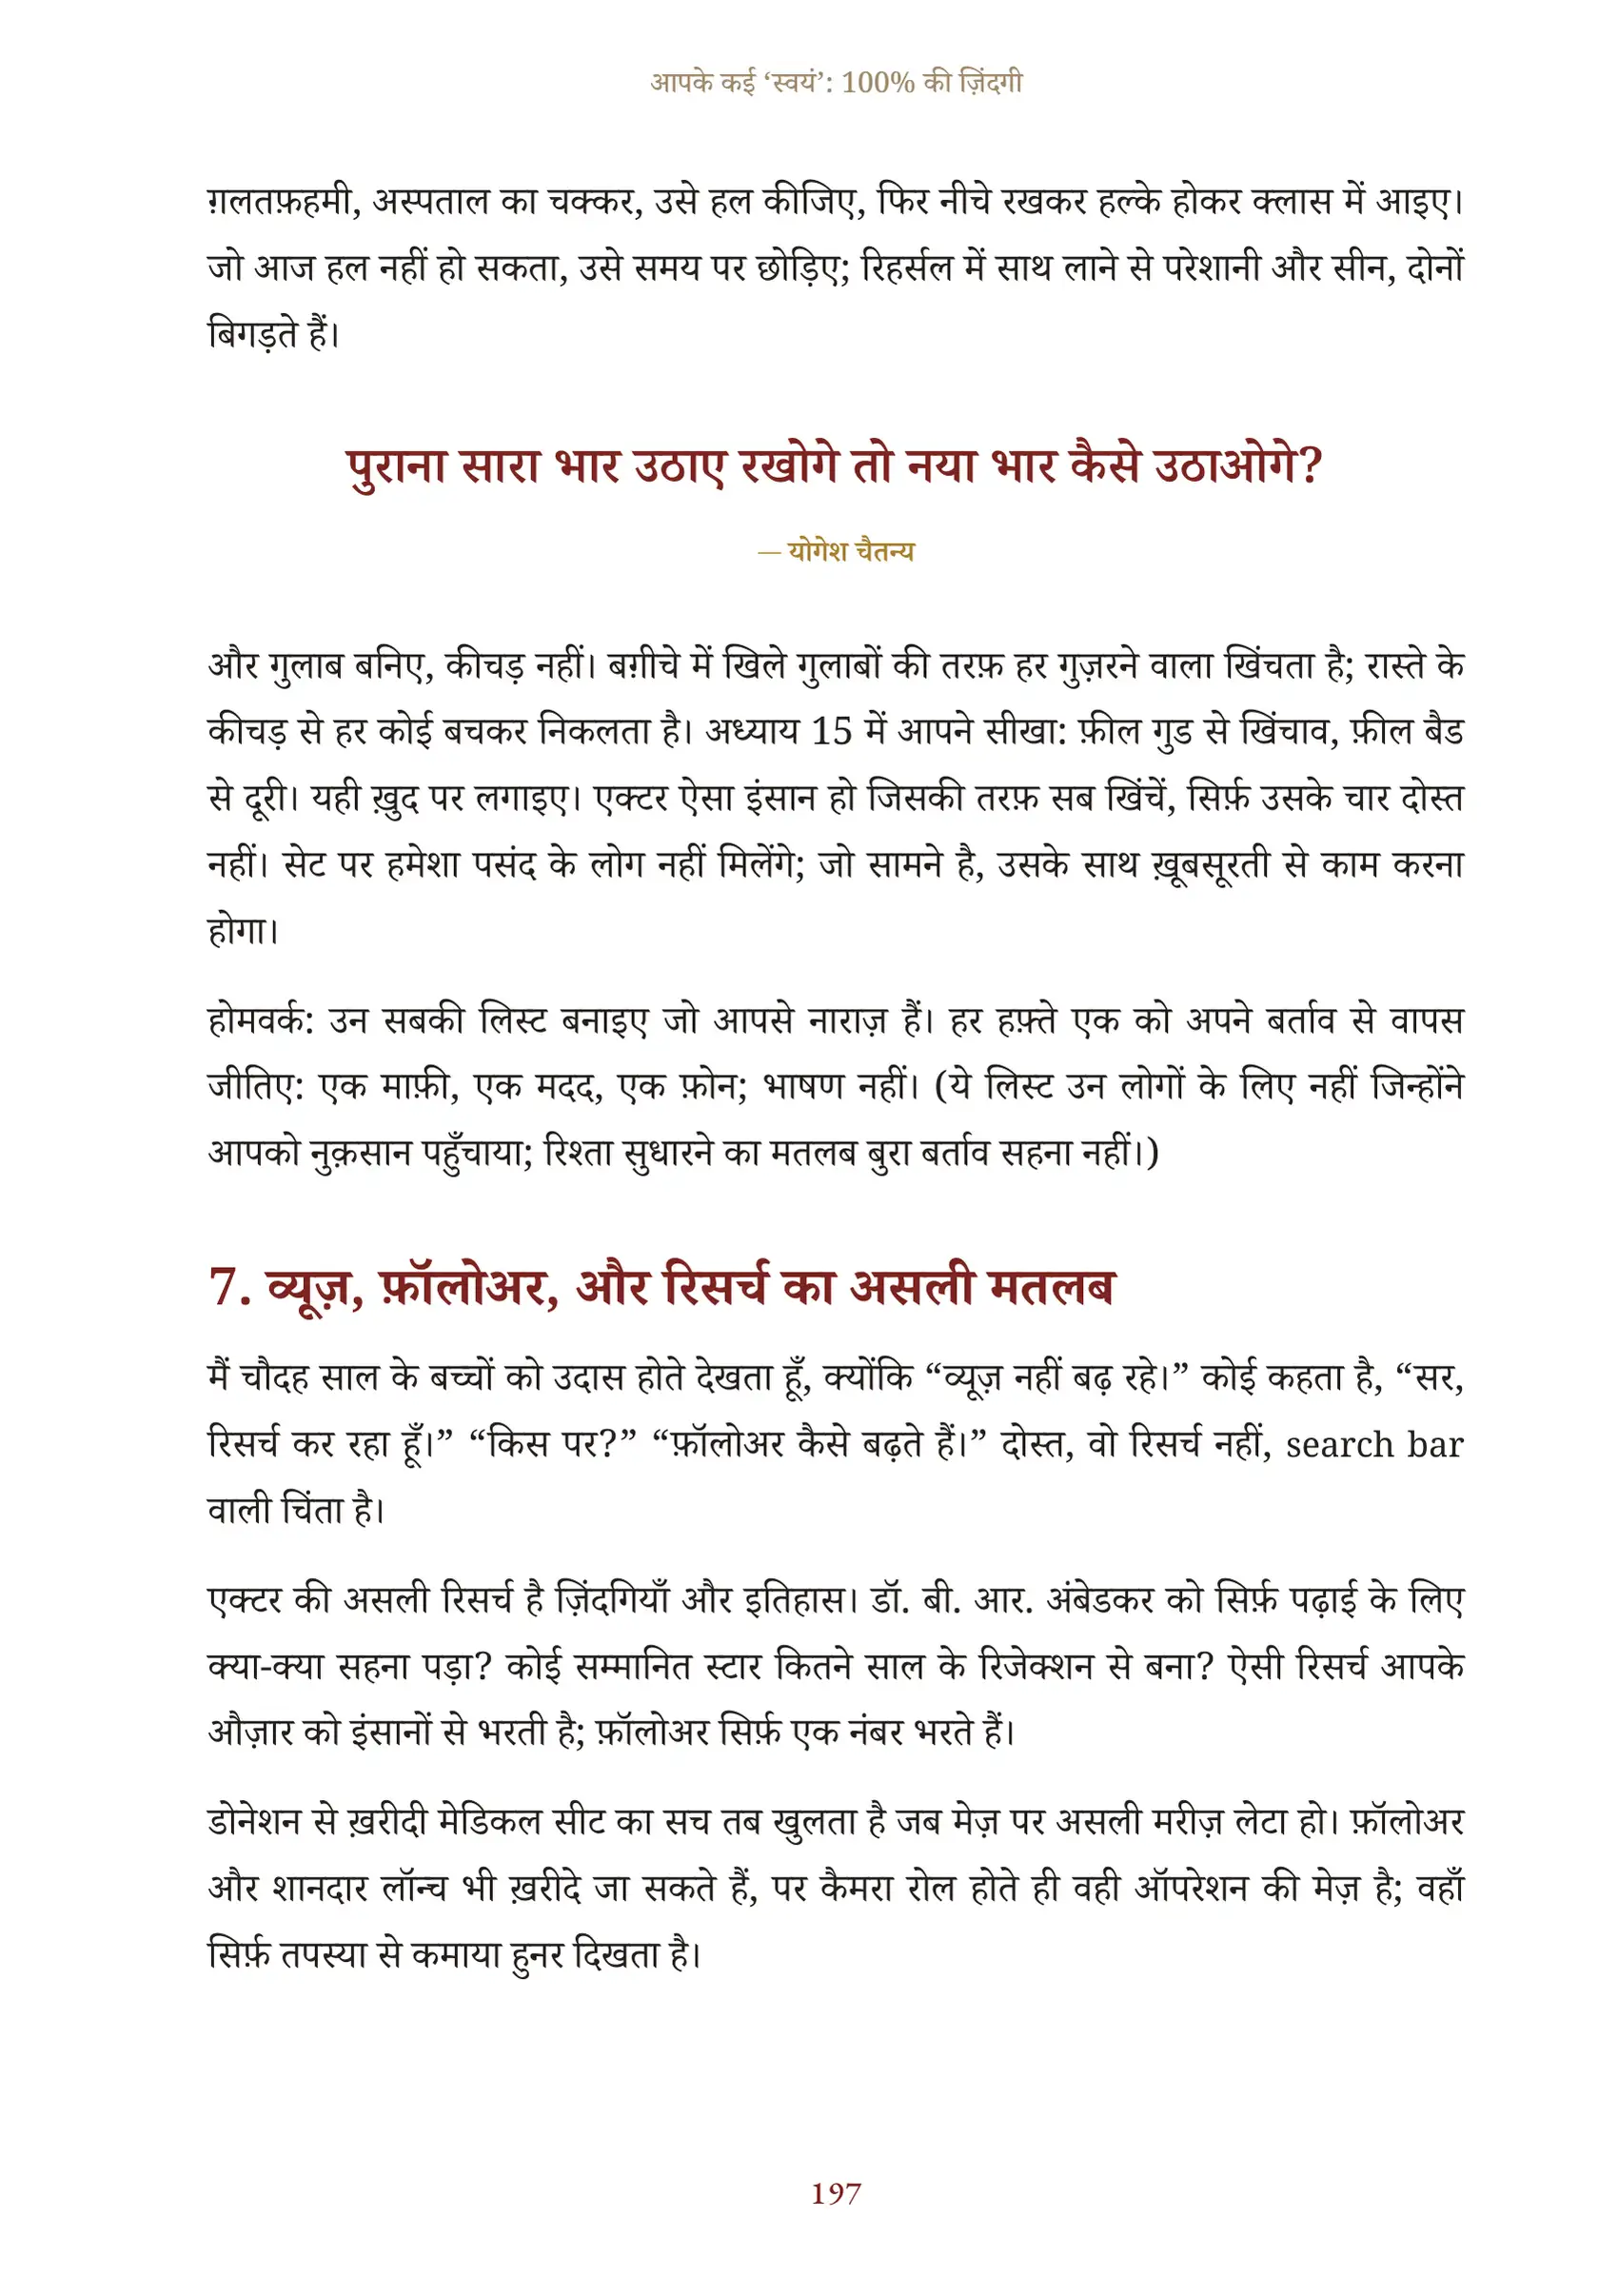 आपके कई ‘स्वयं’: 100% की ज़िंदगी
ग़लतफ़हमी, अस्पताल का चक्कर, उसे हल कीजिए, फिर नीचे रखकर हल्के होकर क्लास में आइए।
जो आज हल नहीं हो सकता, उसे समय पर छोड़िए; रिहर्सल में साथ लाने से परेशानी और सीन, दोनों
बिगड़ते हैं।
पुराना सारा भार उठाए रखोगे तो नया भार कैसे उठाओगे?
— योगेश चैतन्य
और गुलाब बनिए, कीचड़ नहीं। बग़ीचे में खिले गुलाबों की तरफ़ हर गुज़रने वाला खिंचता है; रास्ते के
कीचड़ से हर कोई बचकर निकलता है। अध्याय 15 में आपने सीखा: फ़ील गुड से खिंचाव, फ़ील बैड
से दूरी। यही ख़ुद पर लगाइए। एक्टर ऐसा इंसान हो जिसकी तरफ़ सब खिंचें, सिर्फ़ उसके चार दोस्त
नहीं। सेट पर हमेशा पसंद के लोग नहीं मिलेंगे; जो सामने है, उसके साथ ख़ूबसूरती से काम करना
होगा।
होमवर्क: उन सबकी लिस्ट बनाइए जो आपसे नाराज़ हैं। हर हफ़्ते एक को अपने बर्ताव से वापस
जीतिए: एक माफ़ी, एक मदद, एक फ़ोन; भाषण नहीं। (ये लिस्ट उन लोगों के लिए नहीं जिन्होंने
आपको नुक़सान पहुँचाया; रिश्ता सुधारने का मतलब बुरा बर्ताव सहना नहीं।)
7. व्यूज़, फ़ॉलोअर, और रिसर्च का असली मतलब
मैं चौदह साल के बच्चों को उदास होते देखता हूँ, क्योंकि “व्यूज़ नहीं बढ़ रहे।” कोई कहता है, “सर,
रिसर्च कर रहा हूँ।” “किस पर?” “फ़ॉलोअर कैसे बढ़ते हैं।” दोस्त, वो रिसर्च नहीं, search bar
वाली चिंता है।
एक्टर की असली रिसर्च है ज़िंदगियाँ और इतिहास। डॉ. बी. आर. अंबेडकर को सिर्फ़ पढ़ाई के लिए
क्या-क्या सहना पड़ा? कोई सम्मानित स्टार कितने साल के रिजेक्शन से बना? ऐसी रिसर्च आपके
औज़ार को इंसानों से भरती है; फ़ॉलोअर सिर्फ़ एक नंबर भरते हैं।
डोनेशन से ख़रीदी मेडिकल सीट का सच तब खुलता है जब मेज़ पर असली मरीज़ लेटा हो। फ़ॉलोअर
और शानदार लॉन्च भी ख़रीदे जा सकते हैं, पर कैमरा रोल होते ही वही ऑपरेशन की मेज़ है; वहाँ
सिर्फ़ तपस्या से कमाया हुनर दिखता है।
197